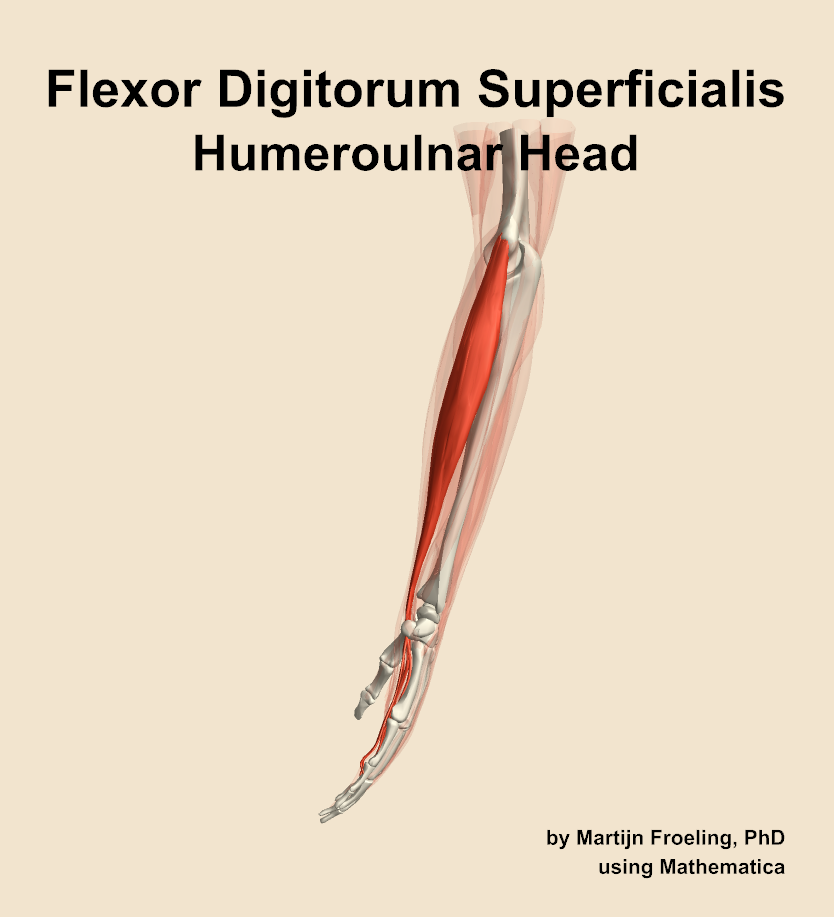 Flexor Digitorum Superficialis
Humeroulnar Head
by Martijn Froeling, PhD
using Mathematica